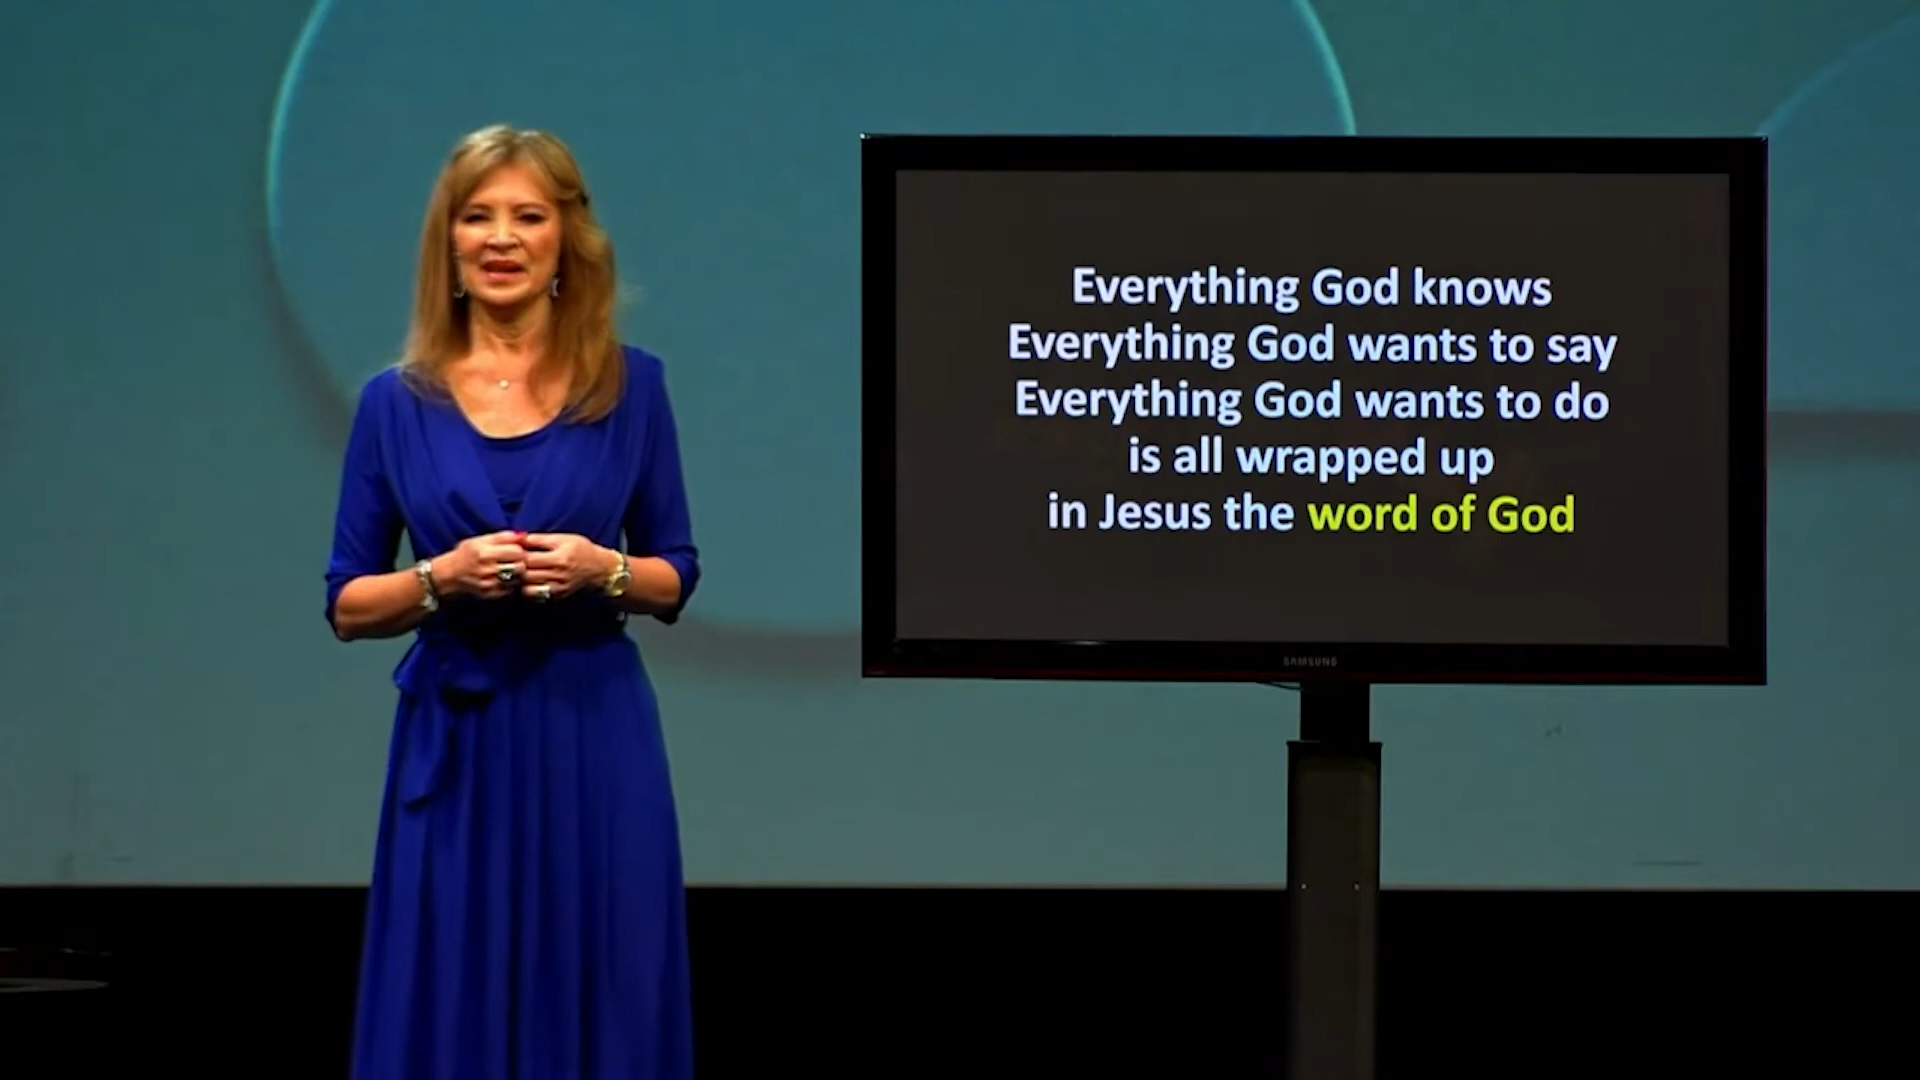 Everything God knows
Everything God wants to say
Everything God wants to do
is all wrapped up
in Jesus the word of God
SAMSUNG